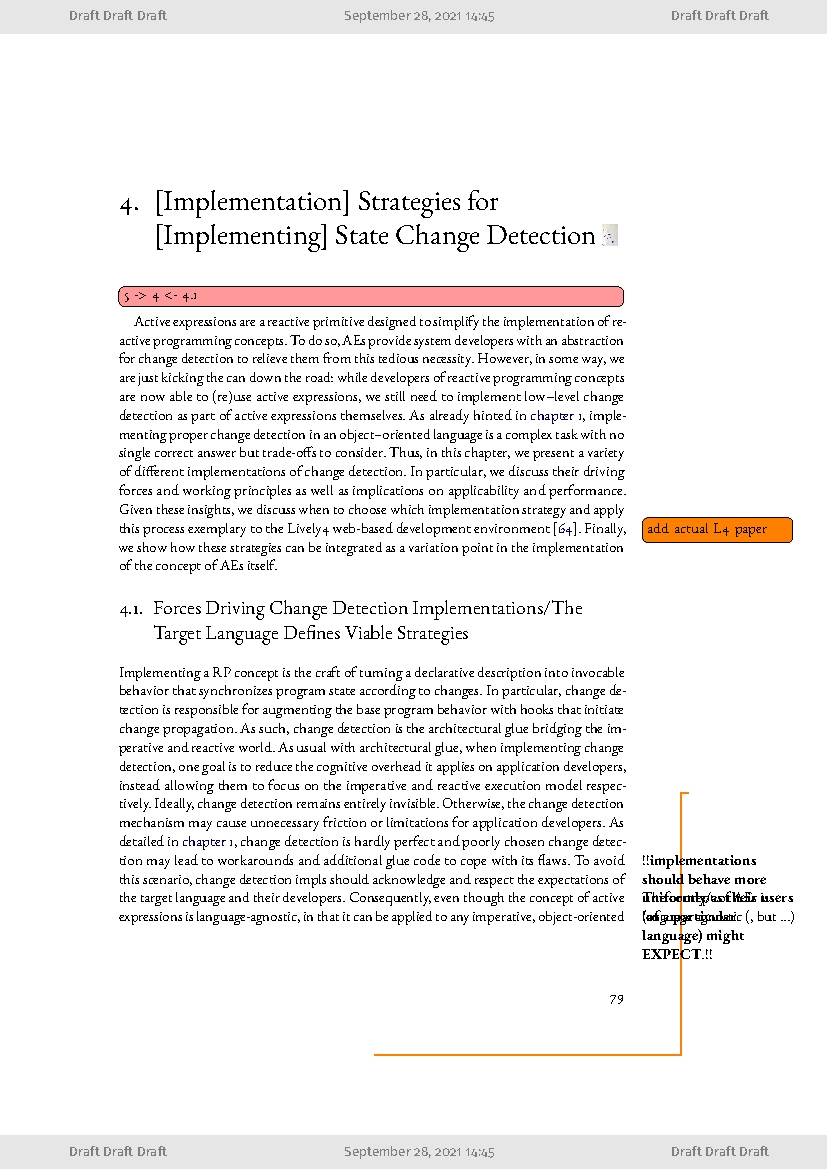 Draft Draft Draft September 28, 2021 14:45 Draft Draft Draft
4. [Implementation] Strategies for
[Implementing] State Change Detection
5 -> 4 <- 4.1
Active expressions are a reactive primitive designed to simplify the implementation of re-
active programming concepts. To do so, AEs provide system developers with an abstraction
for change detection to relieve them from this tedious necessity. However, in some way, we
are just kicking the can down the road: while developers of reactive programming concepts
are now able to (re)use active expressions, we still need to implement low–level change
detection as part of active expressions themselves. As already hinted in chapter 1, imple-
menting proper change detection in an object–oriented language is a complex task with no
single correct answer but trade-offs to consider. Thus, in this chapter, we present a variety
of different implementations of change detection. In particular, we discuss their driving
forces and working principles as well as implications on applicability and performance.
Given these insights, we discuss when to choose which implementation strategy and apply
this process exemplary to the Lively4 web-based development environment [64]. Finally,
we show how these strategies can be integrated as a variation point in the implementation
of the concept of AEs itself.
add actual L4 paper
4.1. Forces Driving Change Detection Implementations/The
Target Language Defines Viable Strategies
Implementing a RP concept is the craft of turning a declarative description into invocable
behavior that synchronizes program state according to changes. In particular, change de-
tection is responsible for augmenting the base program behavior with hooks that initiate
change propagation. As such, change detection is the architectural glue bridging the im-
perative and reactive world. As usual with architectural glue, when implementing change
detection, one goal is to reduce the cognitive overhead it applies on application developers,
instead allowing them to focus on the imperative and reactive execution model respec-
tively. Ideally, change detection remains entirely invisible. Otherwise, the change detection
mechanism may cause unnecessary friction or limitations for application developers. As
detailed in chapter 1, change detection is hardly perfect and poorly chosen change detec-
tion may lead to workarounds and additional glue code to cope with its flaws. To avoid
this scenario, change detection impls should acknowledge and respect the expectations of
the target language and their developers. Consequently, even though the concept of active
expressions is language-agnostic, in that it can be applied to any imperative, object-oriented
!!implementations
should behave more
users
(, but ...)
language) might
EXPECT.!!
79
Draft Draft Draft September 28, 2021 14:45 Draft Draft Draft